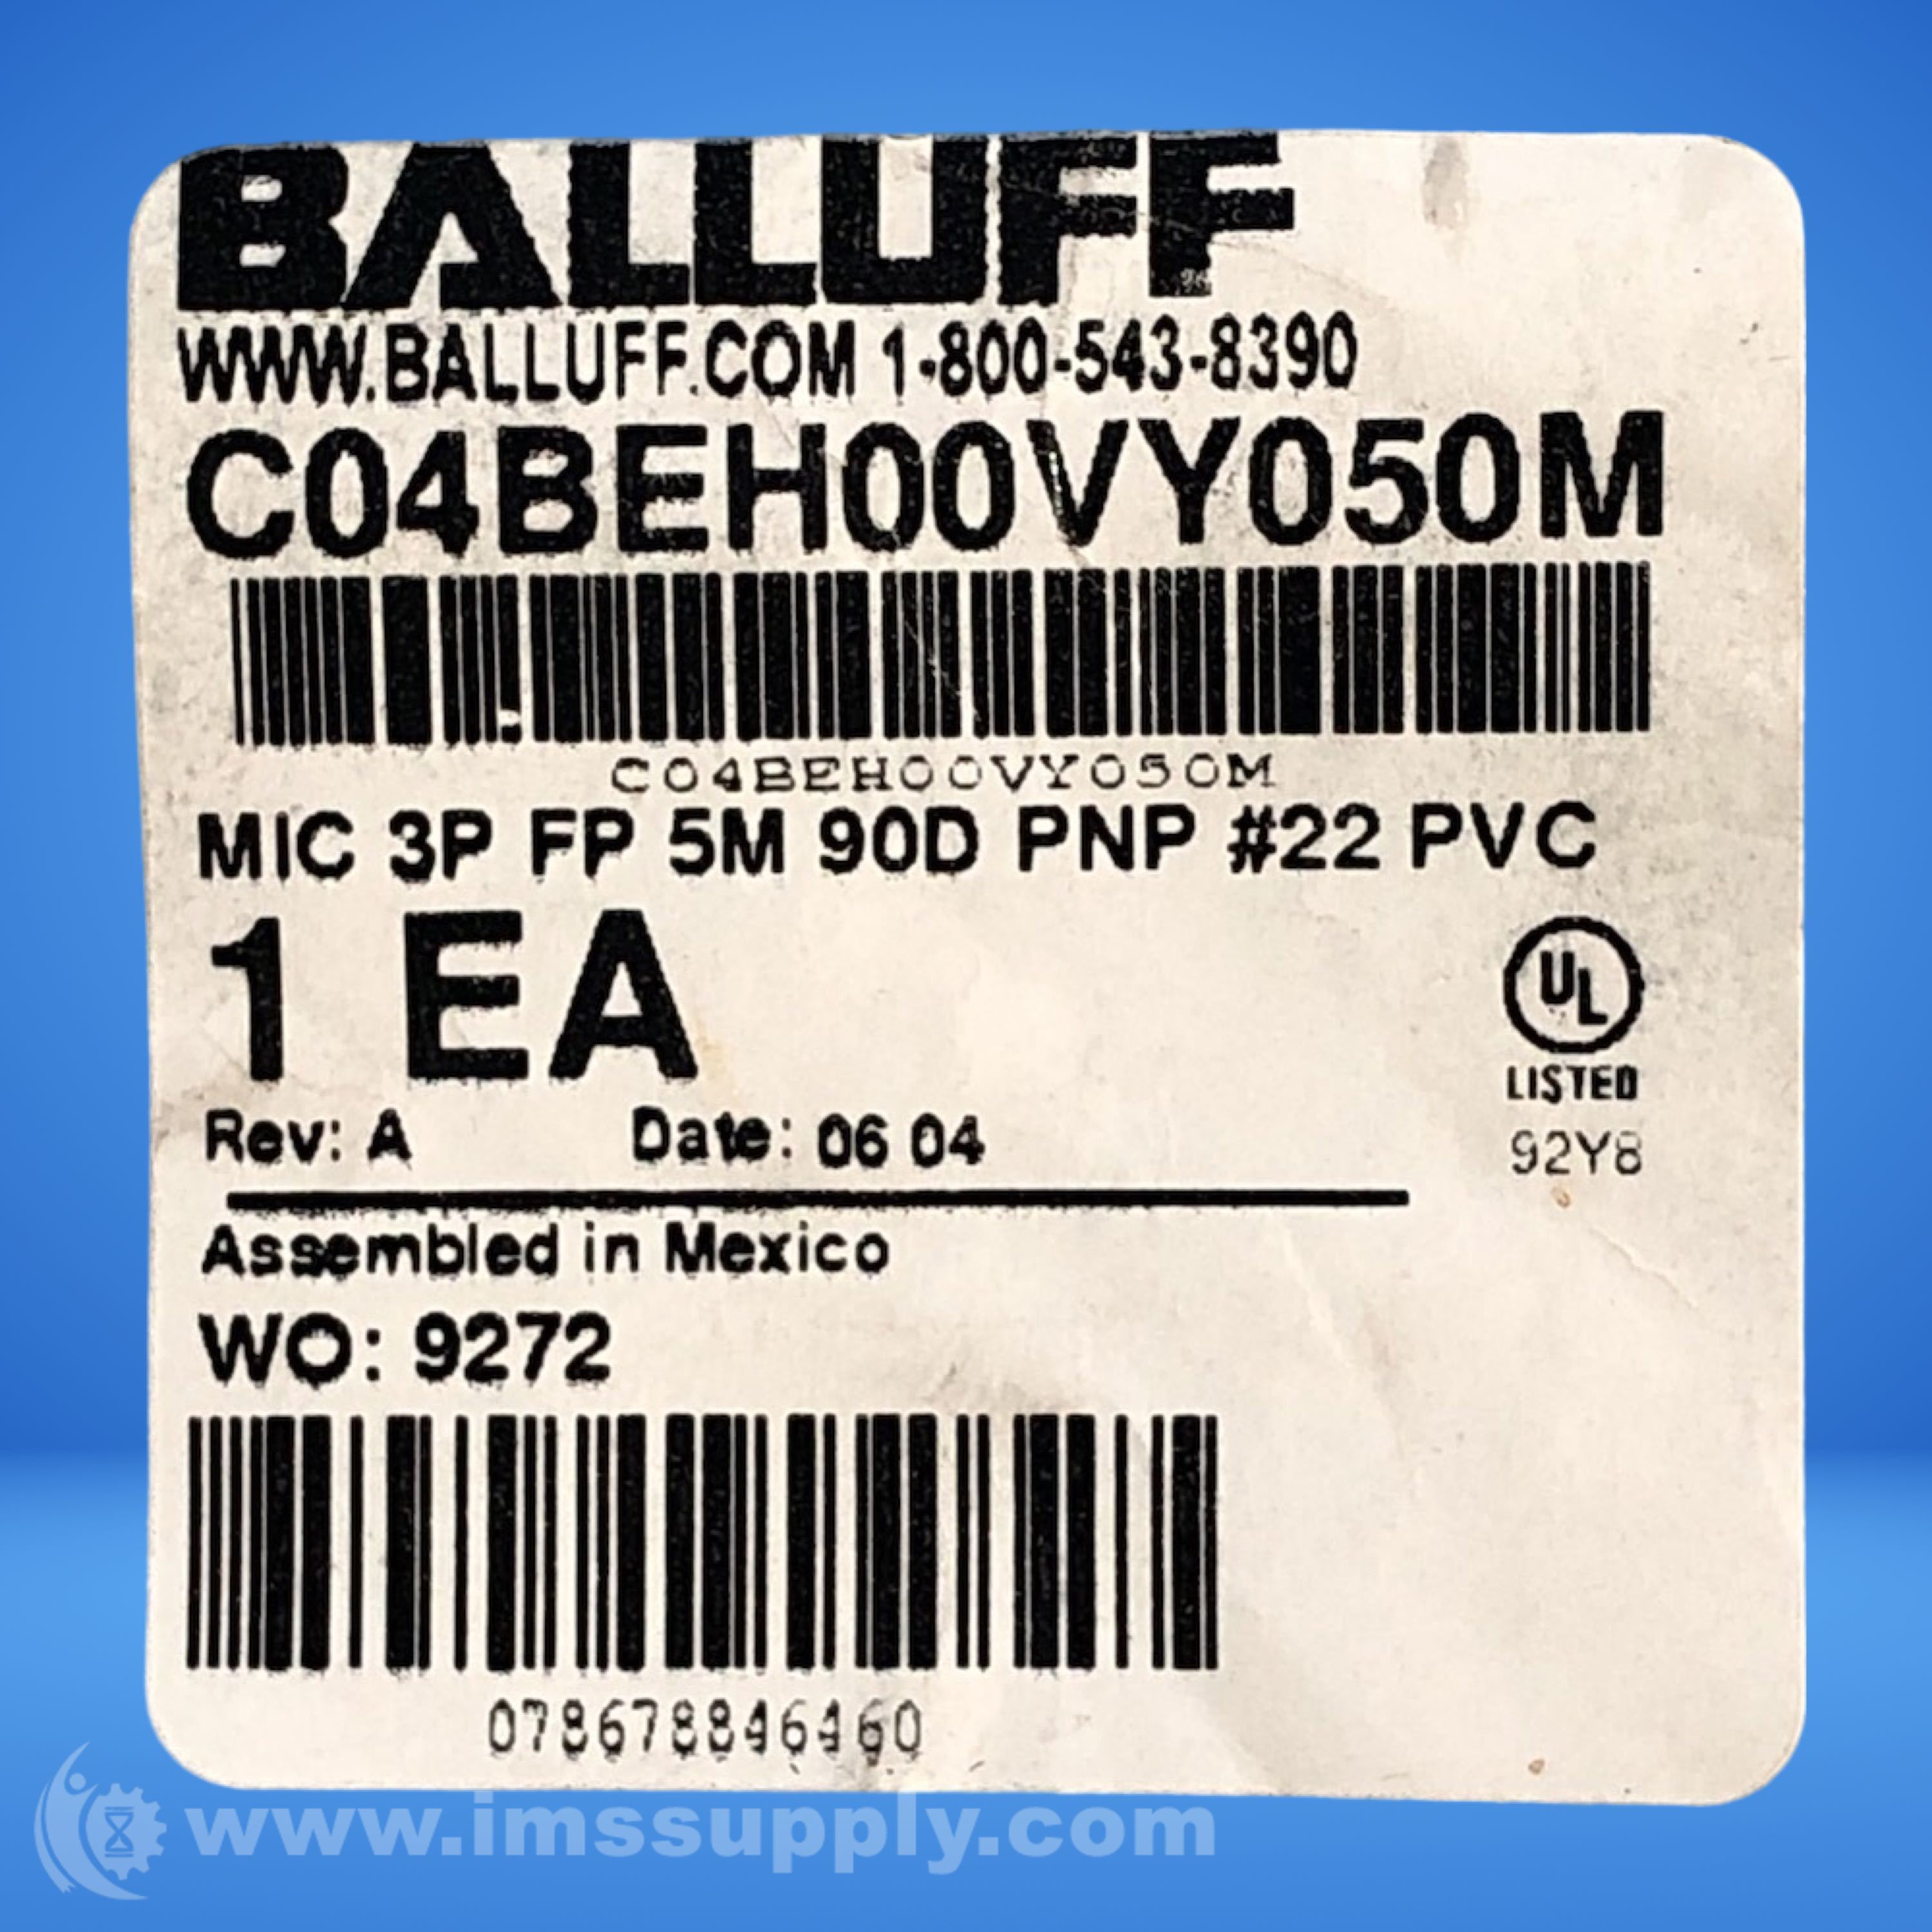 BALLUFF
WWW.BALLUFF.COM 1-800-543-8390
C04BEH00VY050M
C04BEH00VY050M
MIC 3P FP 5M 90D PNP #22 PVC
1 EA
UL
LISTED
92Y8
Rev: A Date: 06 04
Assembled in Mexico
WO: 9272
078678846460
www.imssupply.com